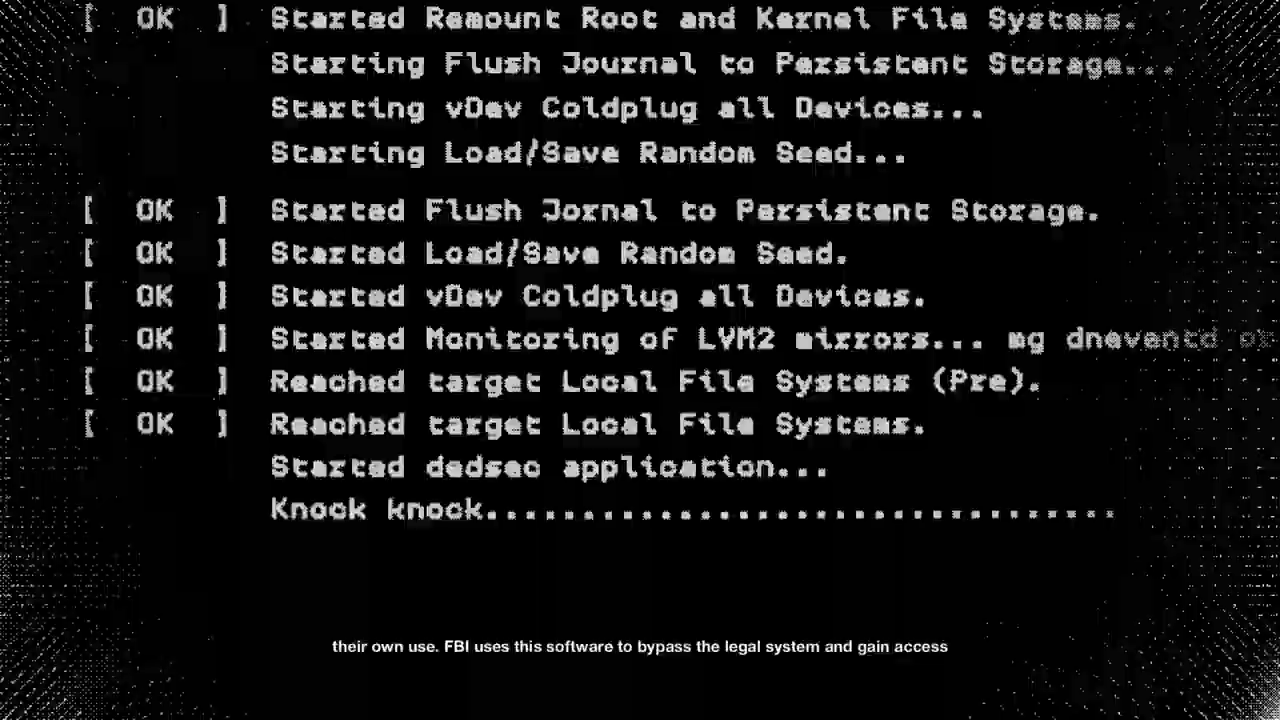 [ OK ] Started Remount Root and Kernel File Systems.
Starting Flush Journal to Persistent Storage...
Starting vDev Coldplug all Devices...
Starting Load/Save Random Seed...
[ OK ] Started Flush Jornal to Persistent Storage.
[ OK ] Started Load/Save Random Seed.
[ OK ] Started vDev Coldplug all Devices.
[ OK ] Started Monitoring of LVM2 mirrors... mg dneventd or
[ OK ] Reached target Local File Systems (Pre).
[ OK ] Reached target Local File Systems.
Started dedsec application...
Knock knock.................................
their own use. FBI uses this software to bypass the legal system and gain access